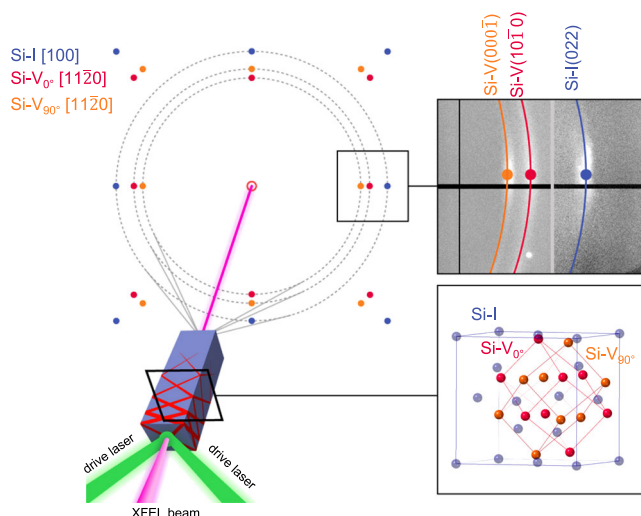 Si-I [100]
Si-V0° [112̄0]
Si-V90° [112̄0]
Si-V(0001̄)
Si-V(101̄0)
Si-I(022)
Si-I
Si-V0°
Si-V90°
drive laser
drive laser
XFEL beam